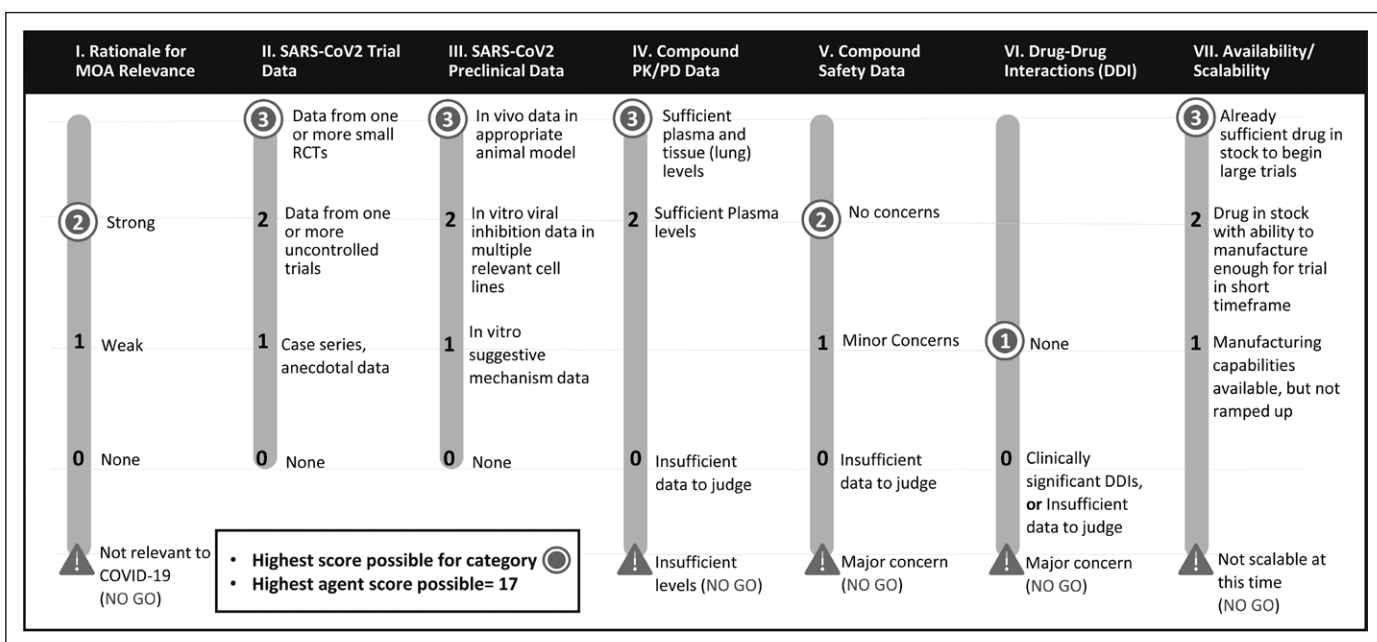 I. Rationale for
MOA Relevance
II. SARS-CoV2 Trial
Data
III. SARS-CoV2
Preclinical Data
IV. Compound
PK/PD Data
V. Compound
Safety Data
VI. Drug-Drug
Interactions (DDI)
VII. Availability/
Scalability
2 Strong
1 Weak
0 None
Not relevant to
COVID-19
(NO GO)
3 Data from one
or more small
RCTs
2 Data from one
or more
uncontrolled
trials
1 Case series,
anecdotal data
0 None
3 In vivo data in
appropriate
animal model
2 In vitro viral
inhibition data in
multiple
relevant cell
lines
1 In vitro
suggestive
mechanism data
0 None
3 Sufficient
plasma and
tissue (lung)
levels
2 Sufficient Plasma
levels
0 Insufficient
data to judge
Insufficient
levels (NO GO)
2 No concerns
1 Minor Concerns
0 Insufficient
data to judge
Major concern
(NO GO)
1 None
0 Clinically
significant DDIs,
or Insufficient
data to judge
Major concern
(NO GO)
3 Already
sufficient drug in
stock to begin
large trials
2 Drug in stock
with ability to
manufacture
enough for trial
in short
timeframe
1 Manufacturing
capabilities
available, but not
ramped up
Not scalable at
this time
(NO GO)
• Highest score possible for category
• Highest agent score possible= 17